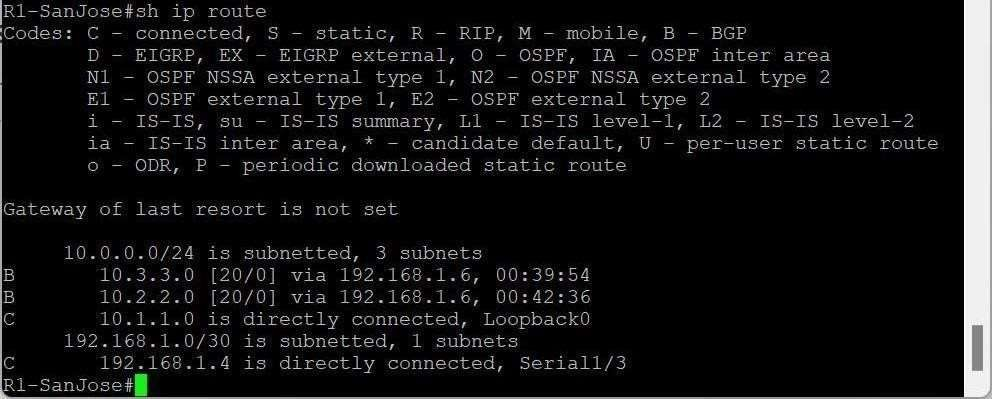 R1-SanJose#sh ip route
Codes: C - connected, S - static, R - RIP, M - mobile, B - BGP
       D - EIGRP, EX - EIGRP external, O - OSPF, IA - OSPF inter area
       N1 - OSPF NSSA external type 1, N2 - OSPF NSSA external type 2
       E1 - OSPF external type 1, E2 - OSPF external type 2
       i - IS-IS, su - IS-IS summary, L1 - IS-IS level-1, L2 - IS-IS level-2
       ia - IS-IS inter area, * - candidate default, U - per-user static route
       o - ODR, P - periodic downloaded static route
Gateway of last resort is not set
     10.0.0.0/24 is subnetted, 3 subnets
B       10.3.3.0 [20/0] via 192.168.1.6, 00:39:54
B       10.2.2.0 [20/0] via 192.168.1.6, 00:42:36
C       10.1.1.0 is directly connected, Loopback0
     192.168.1.0/30 is subnetted, 1 subnets
C       192.168.1.4 is directly connected, Serial1/3
R1-SanJose#